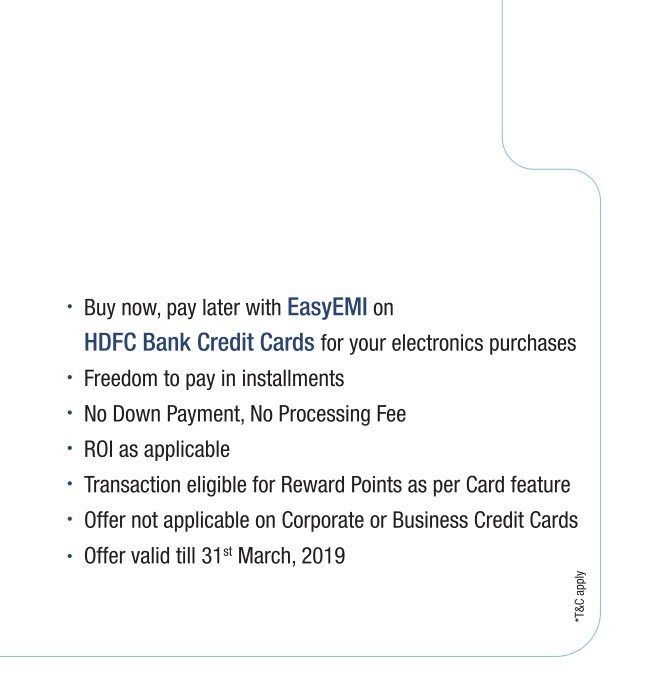 • Buy now, pay later with EasyEMI on
HDFC Bank Credit Cards for your electronics purchases
• Freedom to pay in installments
• No Down Payment, No Processing Fee
• ROI as applicable
• Transaction eligible for Reward Points as per Card feature
• Offer not applicable on Corporate or Business Credit Cards
• Offer valid till 31st March, 2019
*T&C apply